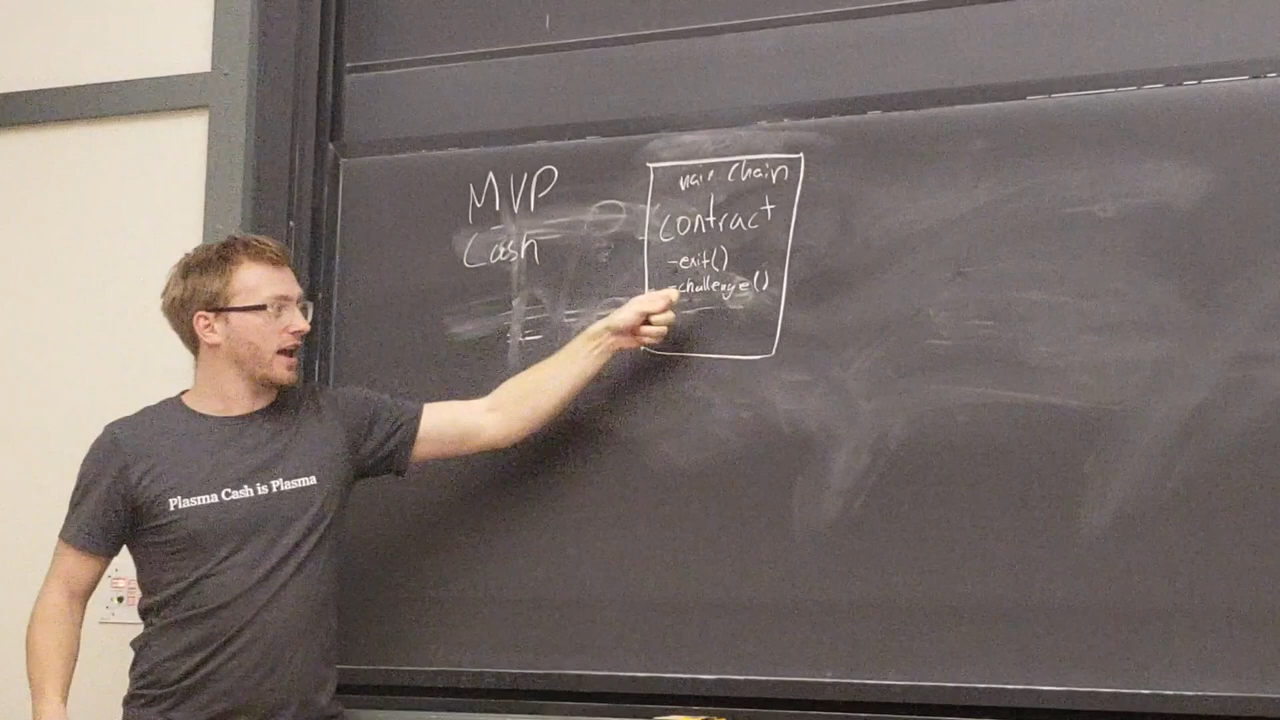 MVP
Cash
main chain
contract
-exit()
-challenge()
Plasma Cash is Plasma